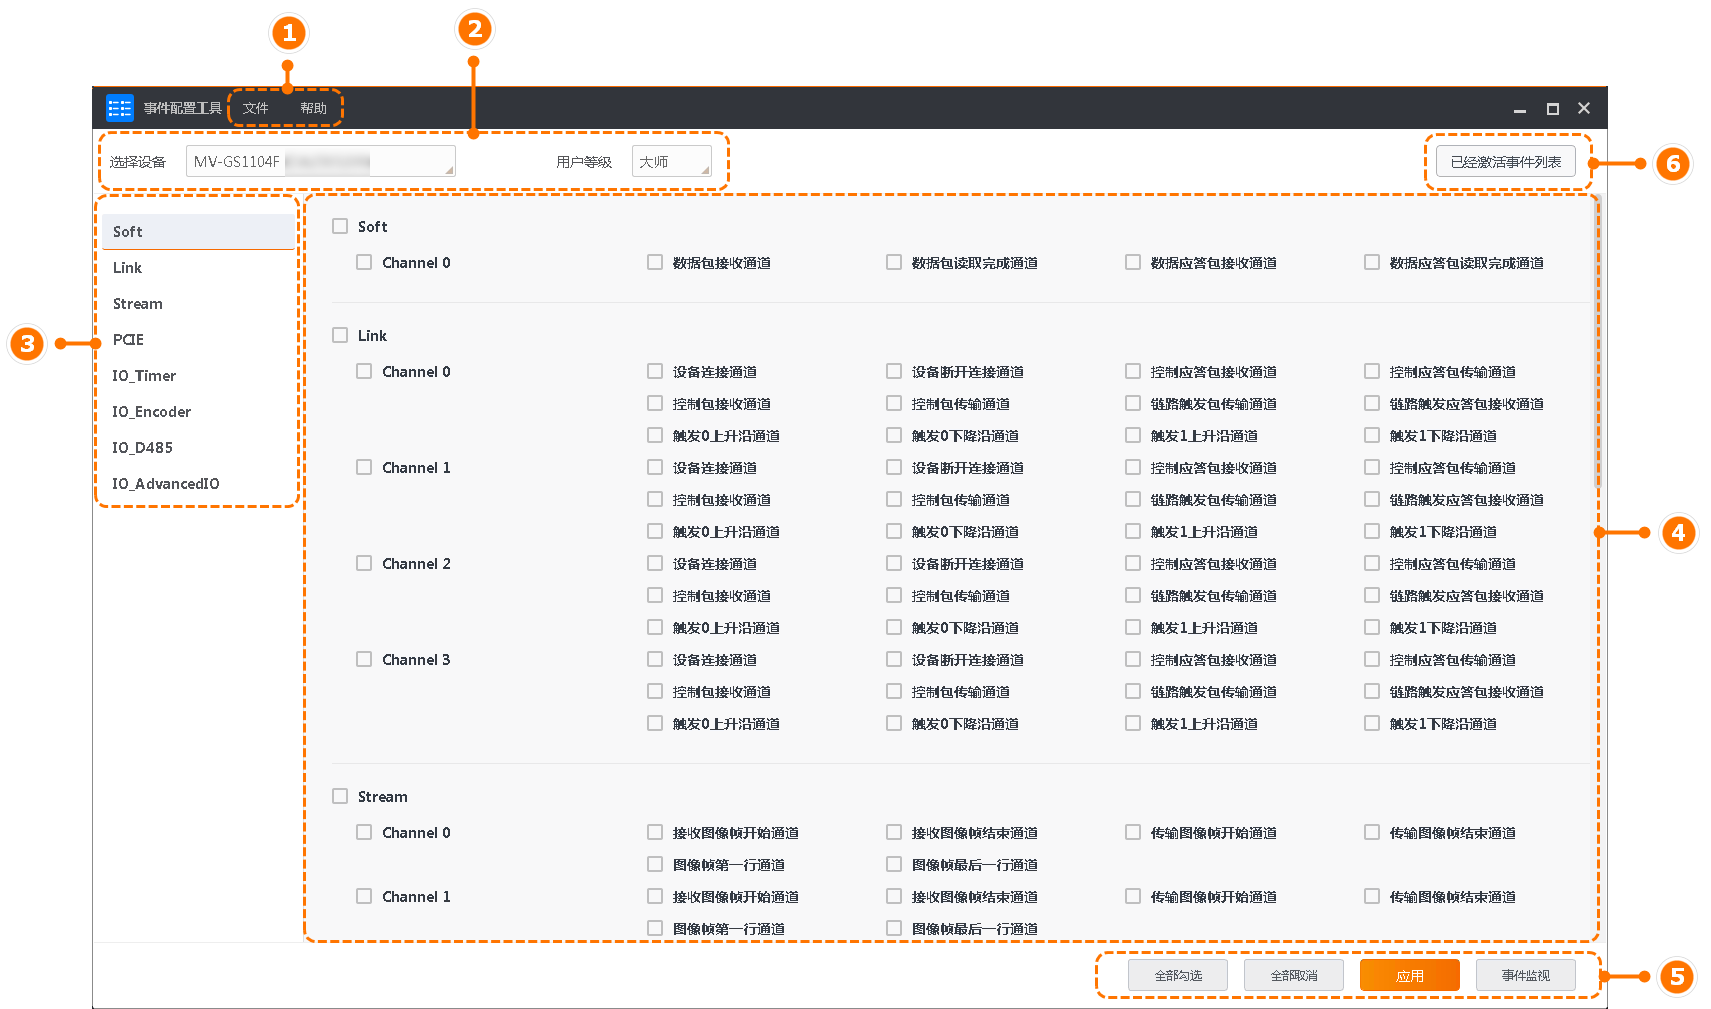 1
2
事件配置工具 文件 帮助
选择设备 MV-GS1104F 用户等级 大师 已经激活事件列表 6
Soft
Link
Stream
3 PCIE
IO_Timer
IO_Encoder
IO_D485
IO_AdvancedIO
Soft
Channel 0 数据包接收通道 数据包读取完成通道 数据应答包接收通道 数据应答包读取完成通道
Link
Channel 0 设备连接通道 设备断开连接通道 控制应答包接收通道 控制应答包传输通道
控制包接收通道 控制包传输通道 链路触发包传输通道 链路触发应答包接收通道
触发0上升沿通道 触发0下降沿通道 触发1上升沿通道 触发1下降沿通道
Channel 1 设备连接通道 设备断开连接通道 控制应答包接收通道 控制应答包传输通道
控制包接收通道 控制包传输通道 链路触发包传输通道 链路触发应答包接收通道
触发0上升沿通道 触发0下降沿通道 触发1上升沿通道 触发1下降沿通道 4
Channel 2 设备连接通道 设备断开连接通道 控制应答包接收通道 控制应答包传输通道
控制包接收通道 控制包传输通道 链路触发包传输通道 链路触发应答包接收通道
触发0上升沿通道 触发0下降沿通道 触发1上升沿通道 触发1下降沿通道
Channel 3 设备连接通道 设备断开连接通道 控制应答包接收通道 控制应答包传输通道
控制包接收通道 控制包传输通道 链路触发包传输通道 链路触发应答包接收通道
触发0上升沿通道 触发0下降沿通道 触发1上升沿通道 触发1下降沿通道
Stream
Channel 0 接收图像帧开始通道 接收图像帧结束通道 传输图像帧开始通道 传输图像帧结束通道
图像帧第一行通道 图像帧最后一行通道
Channel 1 接收图像帧开始通道 接收图像帧结束通道 传输图像帧开始通道 传输图像帧结束通道
图像帧第一行通道 图像帧最后一行通道
全部勾选 全部取消 应用 事件监视 5